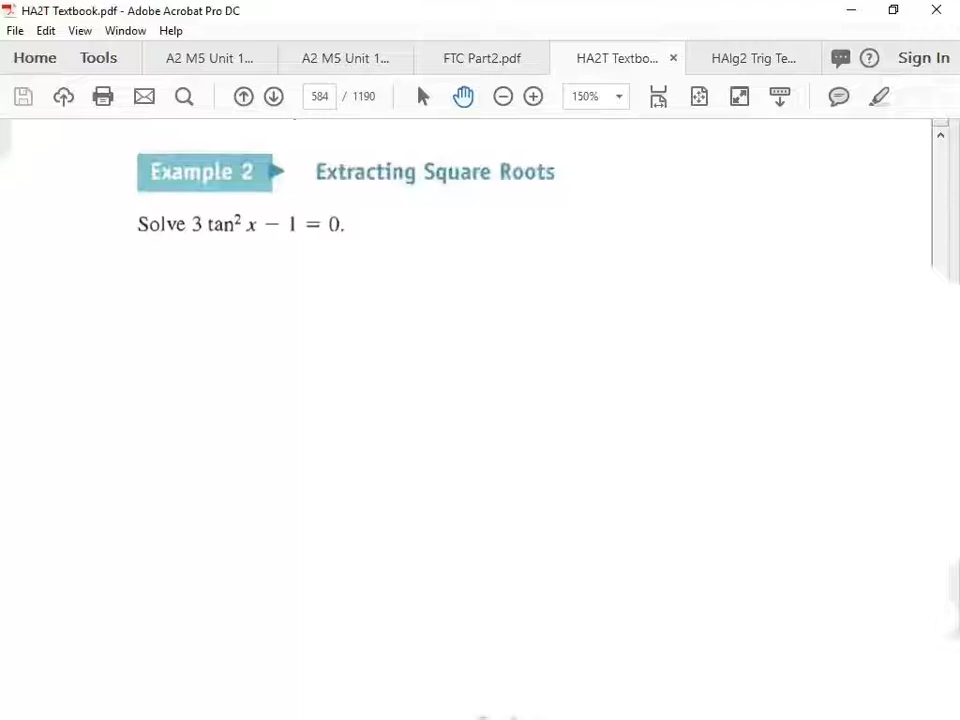 HA2T Textbook.pdf - Adobe Acrobat Pro DC
File Edit View Window Help
Home Tools A2 M5 Unit 1... A2 M5 Unit 1... FTC Part2.pdf HA2T Textbo... × HAlg2 Trig Te... ? Sign In
584 / 1190 150%
Example 2 Extracting Square Roots
Solve 3 tan² x − 1 = 0.